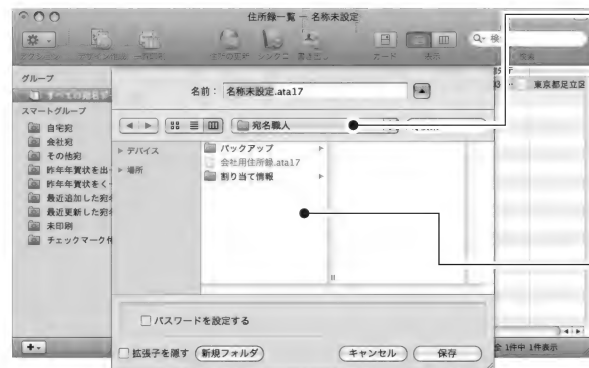 住所録一覧 — 名称未設定
名前： 名称未設定.ata17
グループ
スマートグループ
自宅宛
会社宛
その他宛
昨年年賀状を出
昨年年賀状をく
最近追加した宛
最近更新した宛
未印刷
チェックマーク付
宛名職人
デバイス
場所
バックアップ
会社用住所録.ata17
割り当て情報
東京都足立区
パスワードを設定する
拡張子を隠す
新規フォルダ
キャンセル
保存
全 1件中 1件表示